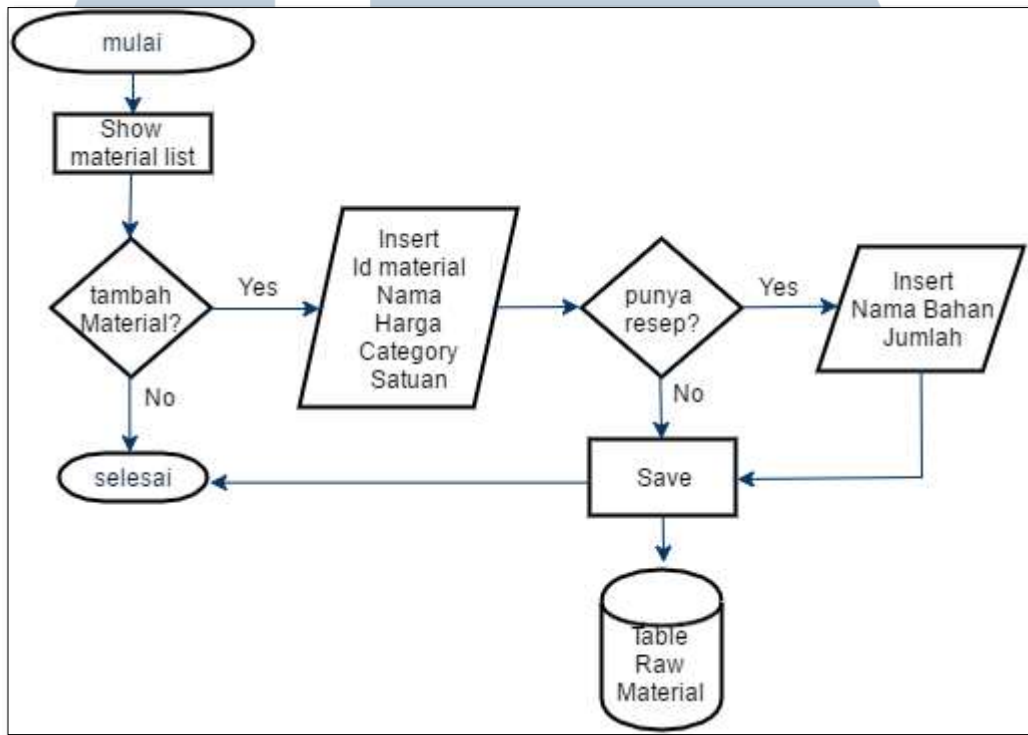 mulai
Show
material list
tambah
Material?
Yes
Insert
Id material
Nama
Harga
Category
Satuan
punya
resep?
Yes
Insert
Nama Bahan
Jumlah
No
No
selesai
Save
Table
Raw
Material